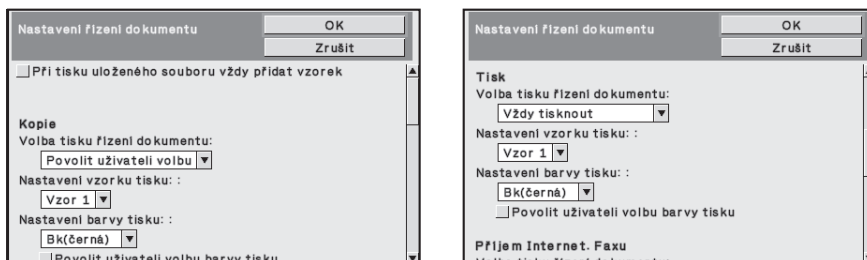 Nastavení řízení dokumentu
OK
Zrušit
Při tisku uloženého souboru vždy přidat vzorek
Kopie
Volba tisku řízení dokumentu:
Povolit uživateli volbu
Nastavení vzorku tisku: :
Vzor 1
Nastavení barvy tisku: :
Bk(černá)
Povolit uživateli volbu barvy tisku
Nastavení řízení dokumentu
OK
Zrušit
Tisk
Volba tisku řízení dokumentu:
Vždy tisknout
Nastavení vzorku tisku: :
Vzor 1
Nastavení barvy tisku: :
Bk(černá)
Povolit uživateli volbu barvy tisku
Příjem Internet. Faxu